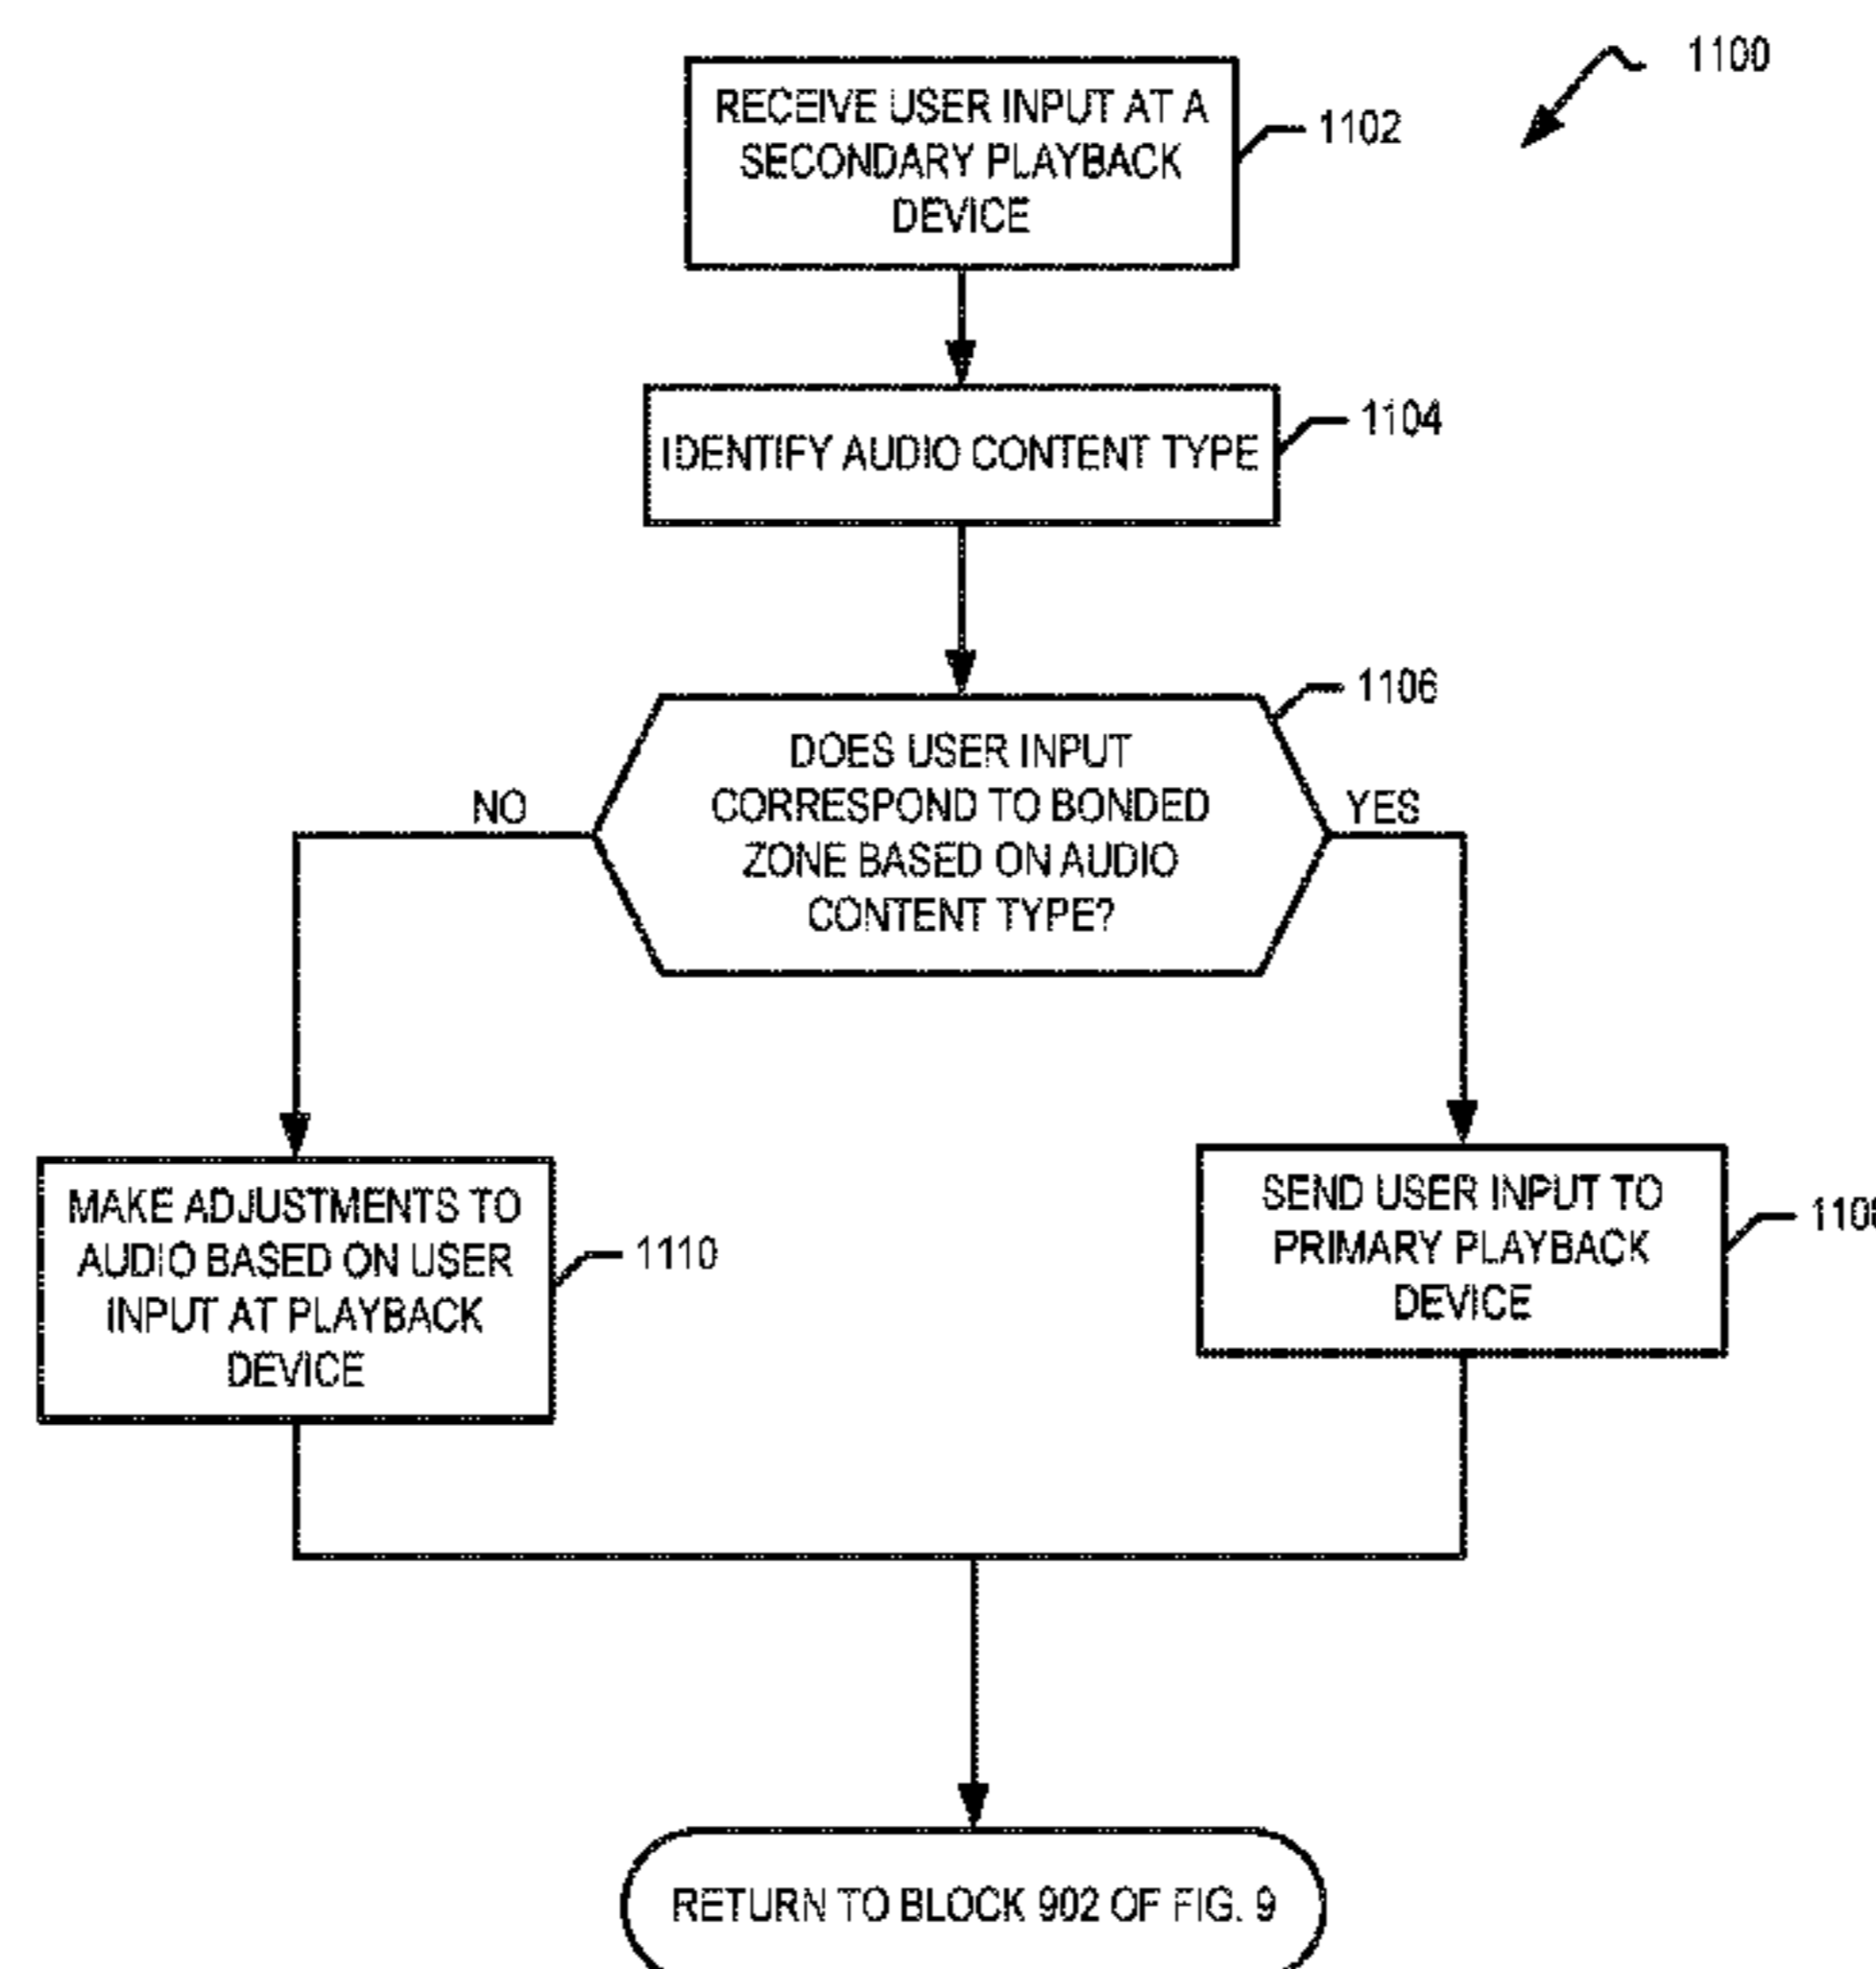 1100
RECEIVE USER INPUT AT A
SECONDARY PLAYBACK
DEVICE
1102
IDENTIFY AUDIO CONTENT TYPE
1104
1106
DOES USER INPUT
CORRESPOND TO BONDED
ZONE BASED ON AUDIO
CONTENT TYPE?
NO
YES
MAKE ADJUSTMENTS TO
AUDIO BASED ON USER
INPUT AT PLAYBACK
DEVICE
1110
SEND USER INPUT TO
PRIMARY PLAYBACK
DEVICE
RETURN TO BLOCK 902 OF FIG. 9